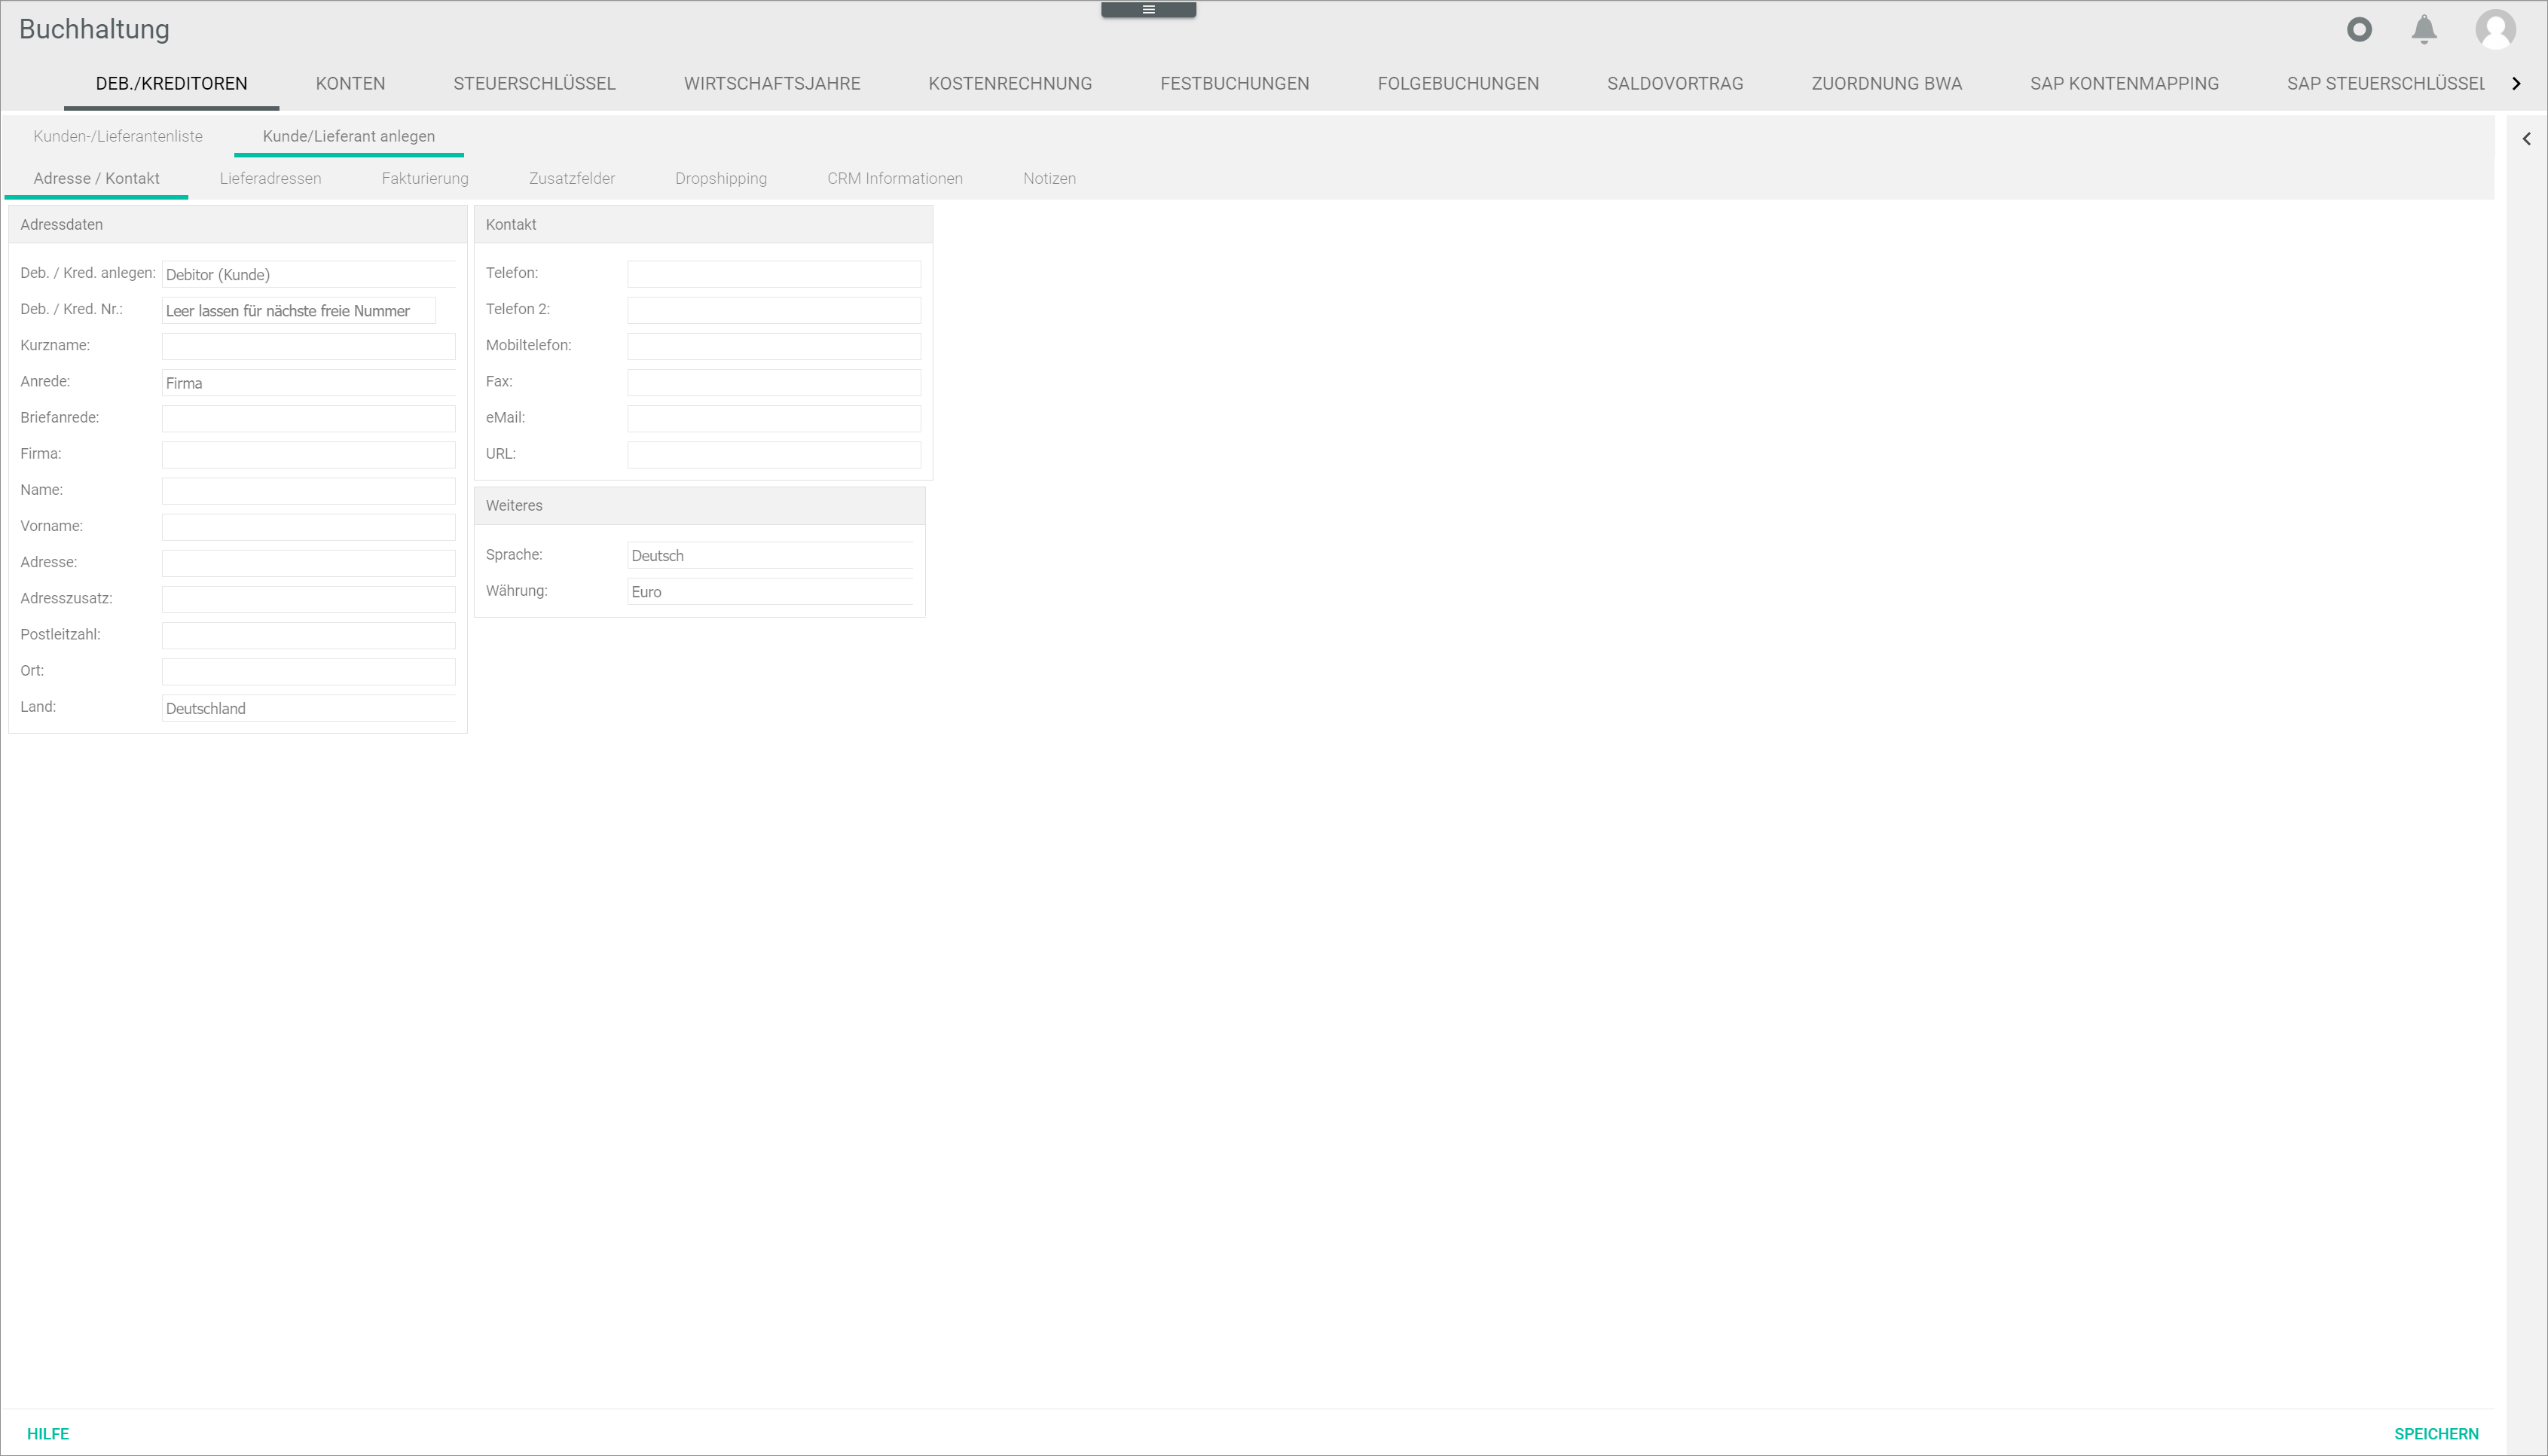 Buchhaltung
DEB./KREDITOREN KONTEN STEUERSCHLÜSSEL WIRTSCHAFTSJAHRE KOSTENRECHNUNG FESTBUCHUNGEN FOLGEBUCHUNGEN SALDOVORTRAG ZUORDNUNG BWA SAP KONTENMAPPING SAP STEUERSCHLÜSSEL
Kunden-/Lieferantenliste Kunde/Lieferant anlegen
Adresse / Kontakt Lieferadressen Fakturierung Zusatzfelder Dropshipping CRM Informationen Notizen
Adressdaten
Deb. / Kred. anlegen: Debitor (Kunde)
Deb. / Kred. Nr.: Leer lassen für nächste freie Nummer
Kurzname:
Anrede: Firma
Briefanrede:
Firma:
Name:
Vorname:
Adresse:
Adresszusatz:
Postleitzahl:
Ort:
Land: Deutschland
Kontakt
Telefon:
Telefon 2:
Mobiltelefon:
Fax:
eMail:
URL:
Weiteres
Sprache: Deutsch
Währung: Euro
HILFE SPEICHERN